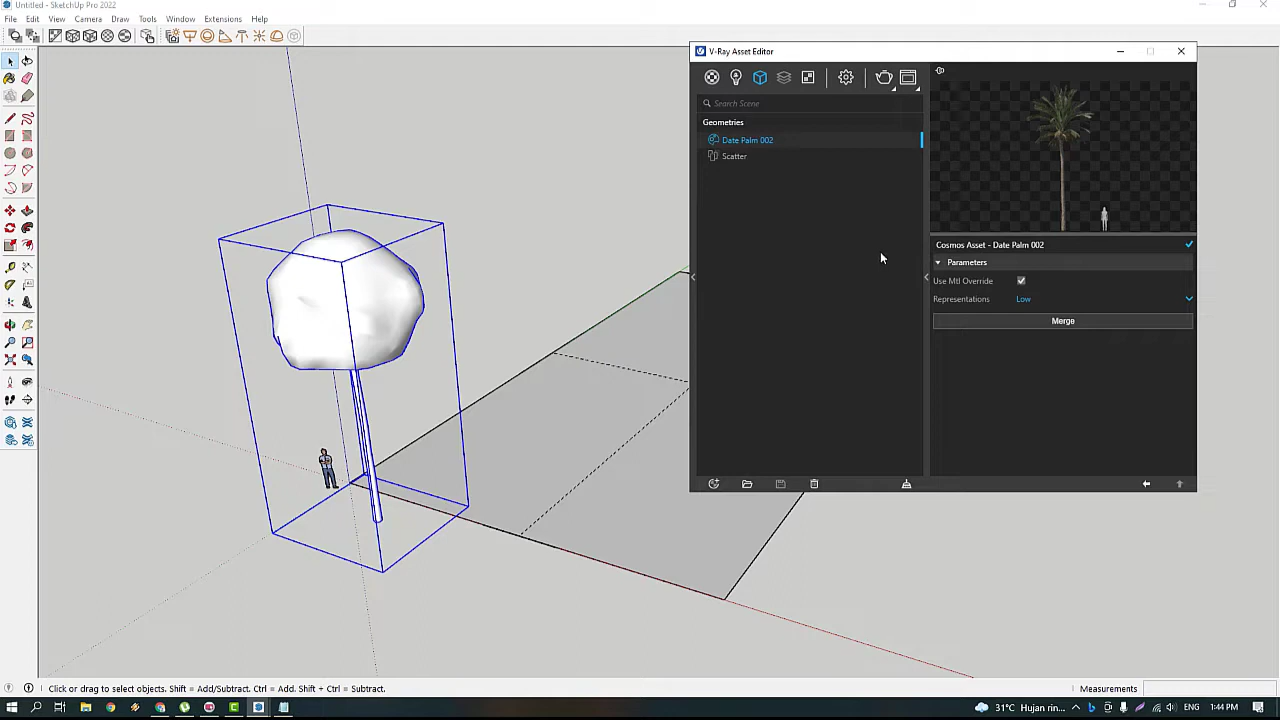 Untitled - SketchUp Pro 2022
File Edit View Camera Draw Tools Window Extensions Help
V-Ray Asset Editor
Search Scene
Geometries
Date Palm 002
Scatter
Cosmos Asset - Date Palm 002
Parameters
Use Mtl Override
Representations Low
Merge
Click or drag to select objects. Shift = Add/Subtract. Ctrl = Add. Shift + Ctrl = Subtract.
Measurements
31°C Hujan rin... ENG 1:44 PM